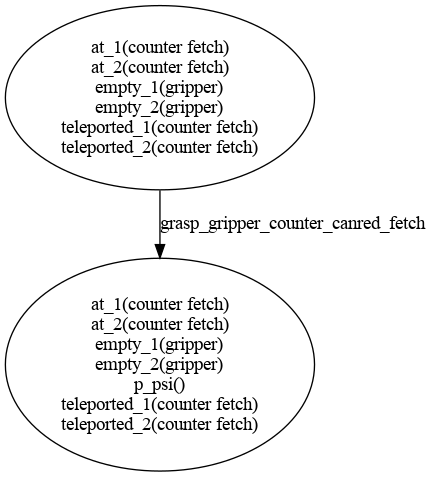 at_1(counter fetch)
at_2(counter fetch)
empty_1(gripper)
empty_2(gripper)
teleported_1(counter fetch)
teleported_2(counter fetch)
grasp_gripper_counter_canred_fetch
at_1(counter fetch)
at_2(counter fetch)
empty_1(gripper)
empty_2(gripper)
p_psi()
teleported_1(counter fetch)
teleported_2(counter fetch)